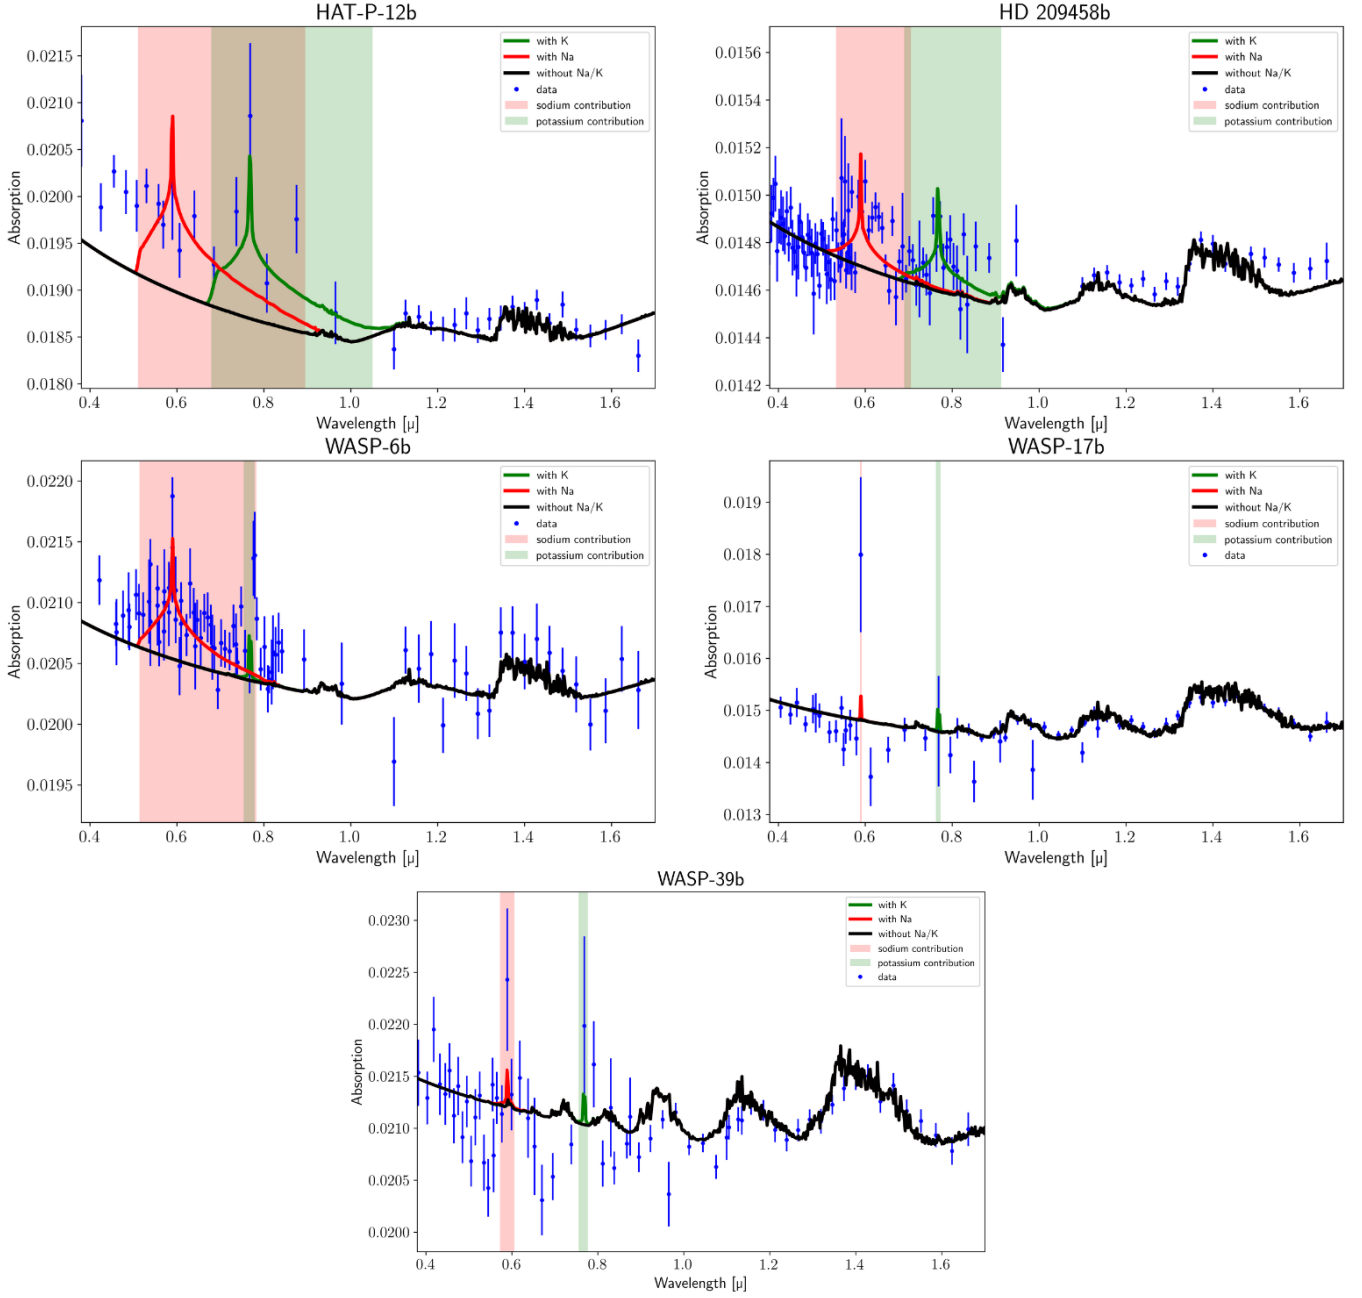 HAT-P-12b
0.0215
0.0210
0.0205
0.0200
0.0195
0.0190
0.0185
0.0180
Absorption
with K
with Na
without Na/K
data
sodium contribution
potassium contribution
0.4 0.6 0.8 1.0 1.2 1.4 1.6
Wavelength [μ]
HD 209458b
0.0156
0.0154
0.0152
0.0150
0.0148
0.0146
0.0144
0.0142
Absorption
with K
with Na
without Na/K
data
sodium contribution
potassium contribution
0.4 0.6 0.8 1.0 1.2 1.4 1.6
Wavelength [μ]
WASP-6b
0.0220
0.0215
0.0210
0.0205
0.0200
0.0195
Absorption
with K
with Na
without Na/K
data
sodium contribution
potassium contribution
0.4 0.6 0.8 1.0 1.2 1.4 1.6
Wavelength [μ]
WASP-17b
0.019
0.018
0.017
0.016
0.015
0.014
0.013
Absorption
with K
with Na
without Na/K
sodium contribution
potassium contribution
data
0.4 0.6 0.8 1.0 1.2 1.4 1.6
Wavelength [μ]
WASP-39b
0.0230
0.0225
0.0220
0.0215
0.0210
0.0205
0.0200
Absorption
with K
with Na
without Na/K
sodium contribution
potassium contribution
data
0.4 0.6 0.8 1.0 1.2 1.4 1.6
Wavelength [μ]